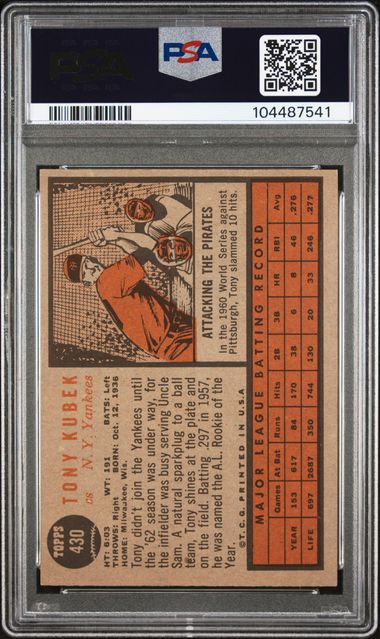 PSA
PSA
104487541
TOPPS
430
TONY KUBEK
ss N. Y. Yankees
HT: 6:03 WT: 191 BATS: Left
THROWS: Right BORN: Oct. 12, 1936
HOME: Milwaukee, Wis.
Tony didn't join the Yankees until
the '62 season was under way, for
the infielder was busy serving Uncle
Sam. A natural sparkplug to a ball
team, Tony shines at the plate and
on the field. Batting .297 in 1957,
he was named the A.L. Rookie of the
Year.
ATTACKING THE PIRATES
In the 1960 World Series against
Pittsburgh, Tony slammed 10 hits.
©T.C.G. PRINTED IN U.S.A.
MAJOR LEAGUE BATTING RECORD
Games At Bat Runs Hits 2B 3B HR RBI Avg
YEAR 153 617 84 170 38 6 8 46 .276
LIFE 697 2687 350 744 130 20 33 246 .277